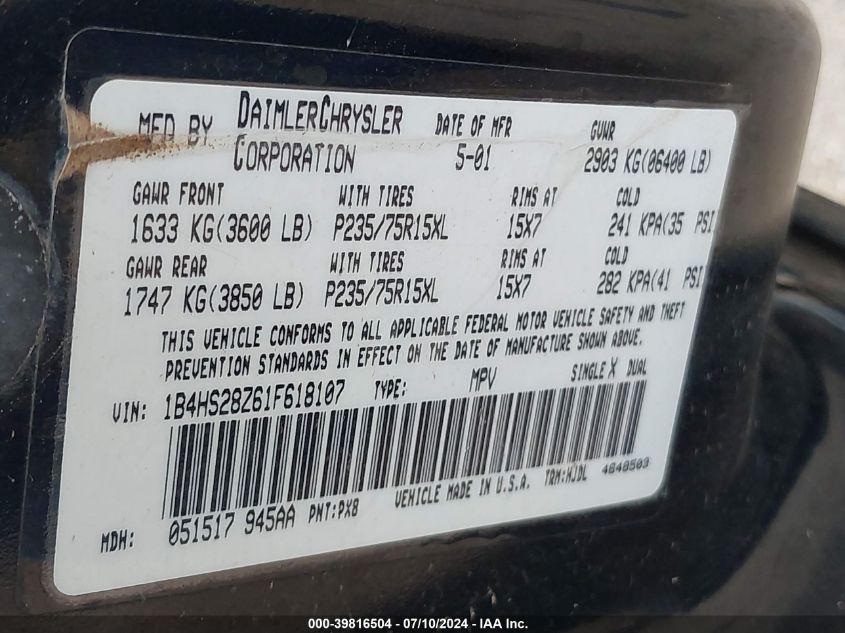 MFD BY DAIMLERCHRYSLER CORPORATION DATE OF MFR 5-01 GVWR 2903 KG(06400 LB)
GAWR FRONT WITH TIRES RIMS AT COLD
1633 KG(3600 LB) P235/75R15XL 15X7 241 KPA(35 PSI
GAWR REAR WITH TIRES RIMS AT COLD
1747 KG(3850 LB) P235/75R15XL 15X7 282 KPA(41 PSI
THIS VEHICLE CONFORMS TO ALL APPLICABLE FEDERAL MOTOR VEHICLE SAFETY AND THEFT
PREVENTION STANDARDS IN EFFECT ON THE DATE OF MANUFACTURE SHOWN ABOVE.
VIN: 1B4HS28Z61F618107 TYPE: MPV SINGLE X DUAL
MDH: 051517 945AA PNT:PX8 VEHICLE MADE IN U.S.A. TRM:WJDL 4648503
000-39816504 - 07/10/2024 - IAA Inc.